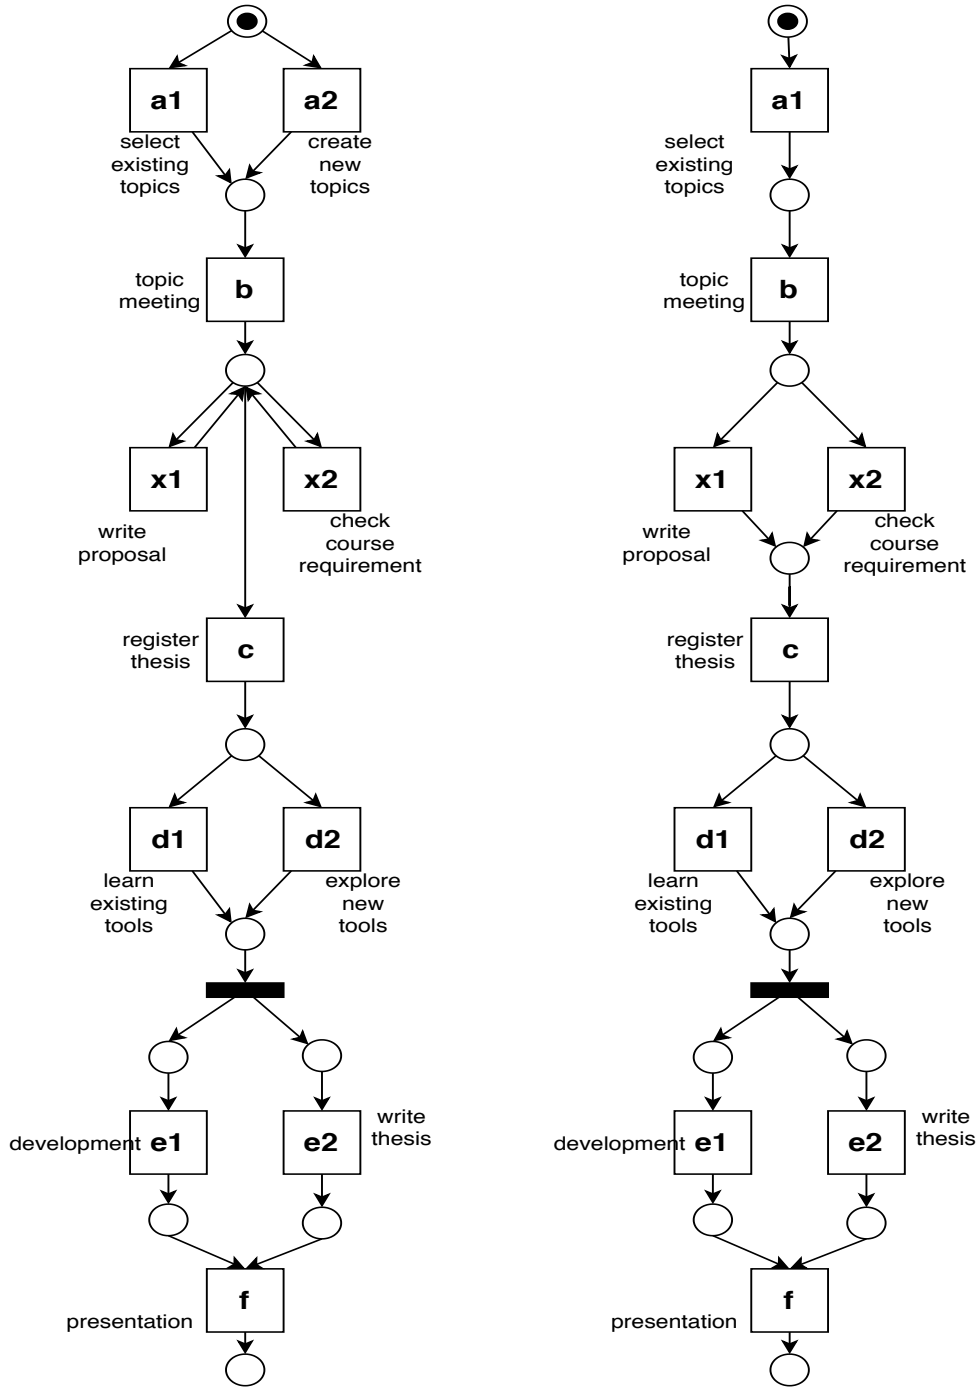 a1
a2
select
existing
topics
create
new
topics
topic
meeting
b
x1
x2
write
proposal
check
course
requirement
register
thesis
c
d1
d2
learn
existing
tools
explore
new
tools
development
e1
e2
write
thesis
f
presentation
a1
select
existing
topics
topic
meeting
b
x1
x2
write
proposal
check
course
requirement
register
thesis
c
d1
d2
learn
existing
tools
explore
new
tools
development
e1
e2
write
thesis
f
presentation